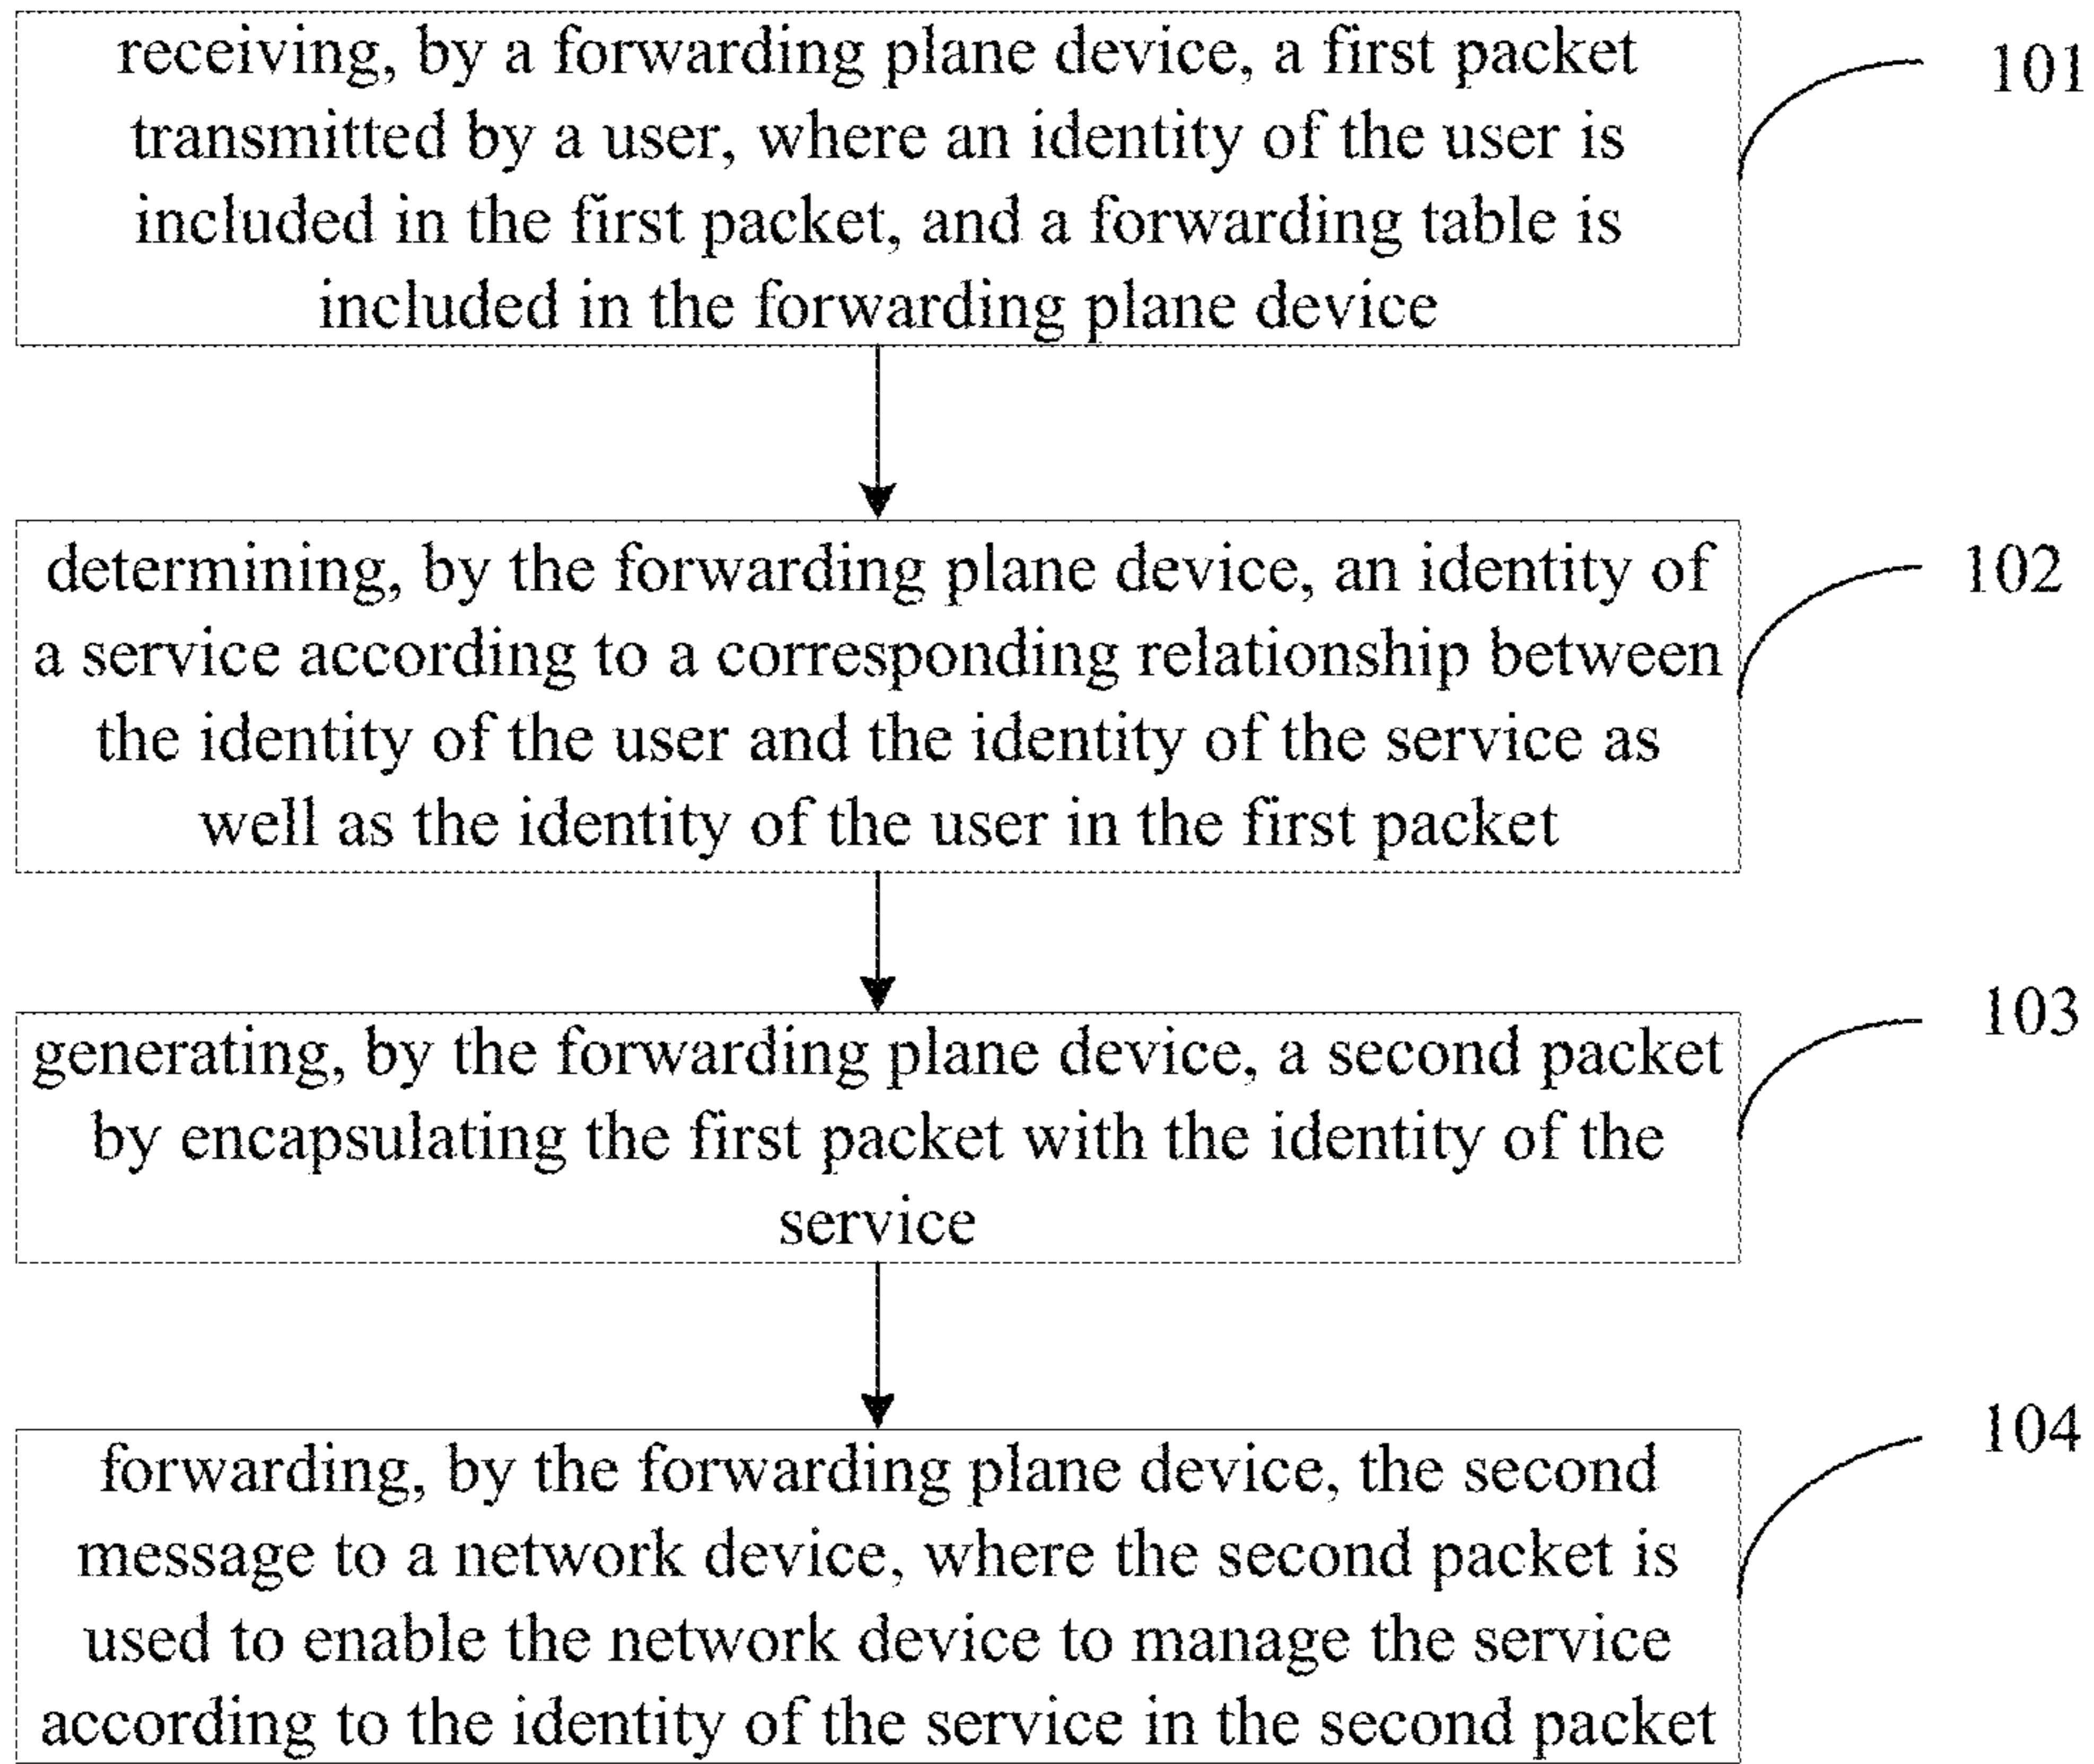 receiving, by a forwarding plane device, a first packet
transmitted by a user, where an identity of the user is
included in the first packet, and a forwarding table is
included in the forwarding plane device
101
determining, by the forwarding plane device, an identity of
a service according to a corresponding relationship between
the identity of the user and the identity of the service as
well as the identity of the user in the first packet
102
generating, by the forwarding plane device, a second packet
by encapsulating the first packet with the identity of the
service
103
forwarding, by the forwarding plane device, the second
message to a network device, where the second packet is
used to enable the network device to manage the service
according to the identity of the service in the second packet
104